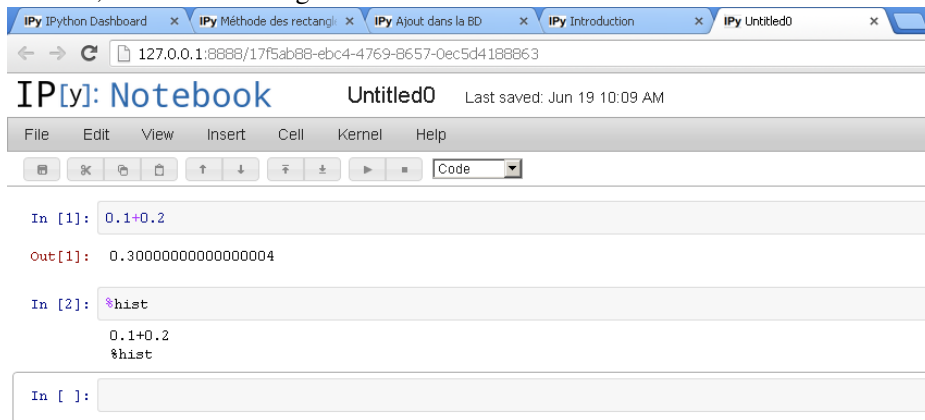 IPy IPython Dashboard x IPy Méthode des rectangl x IPy Ajout dans la BD x IPy Introduction x IPy Untitled0 x
127.0.0.1:8888/17f5ab88-ebc4-4769-8657-0ec5d4188863
IP[y]: Notebook Untitled0 Last saved: Jun 19 10:09 AM
File Edit View Insert Cell Kernel Help
Code
In [1]: 0.1+0.2
Out[1]: 0.30000000000000004
In [2]: %hist
0.1+0.2
%hist
In [ ]: